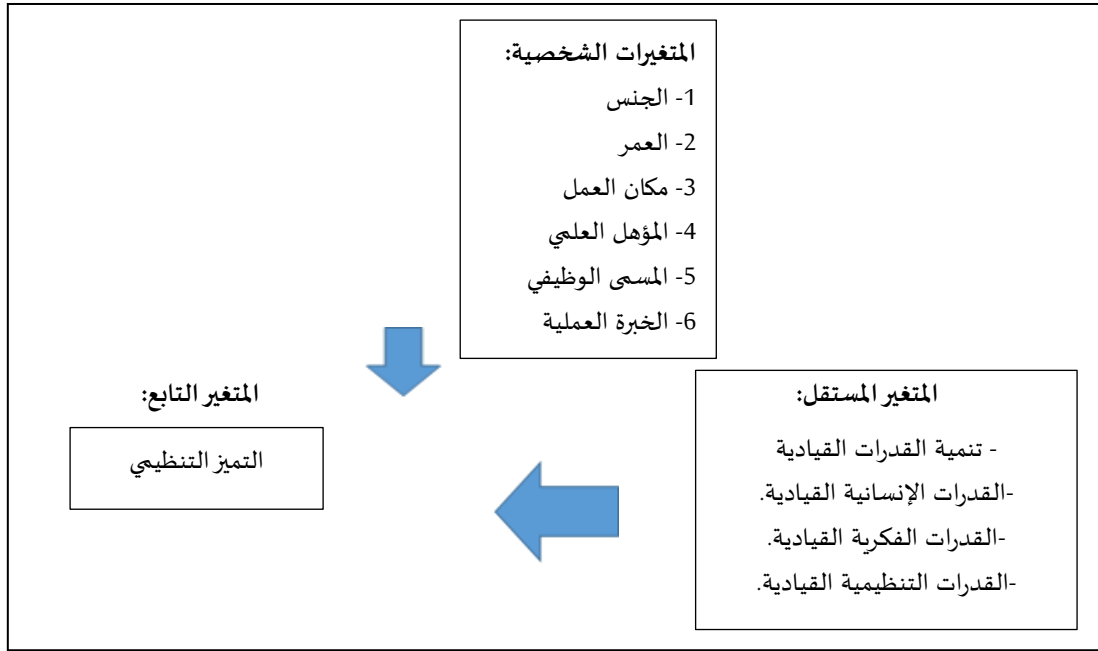 المتغيرات الشخصية:
1- الجنس
2- العمر
3- مكان العمل
4- المؤهل العلمي
5- المسمى الوظيفي
6- الخبرة العملية
المتغير المستقل:
- تنمية القدرات القيادية
-القدرات الإنسانية القيادية.
-القدرات الفكرية القيادية.
-القدرات التنظيمية القيادية.
المتغير التابع:
التميز التنظيمي